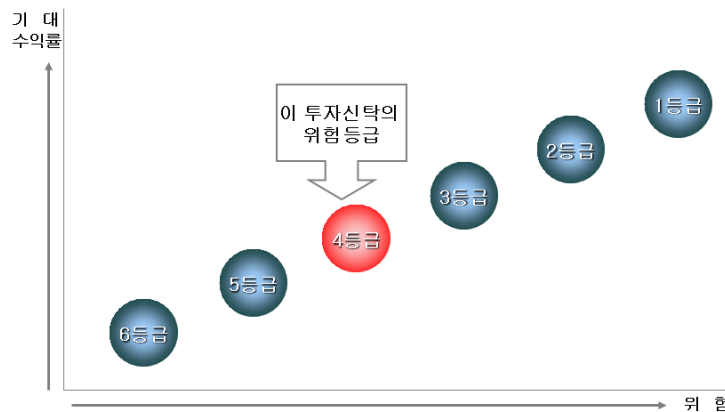 기 대
수익률
이 투자신탁의
위험등급
1등급
2등급
3등급
4등급
5등급
6등급
위 험